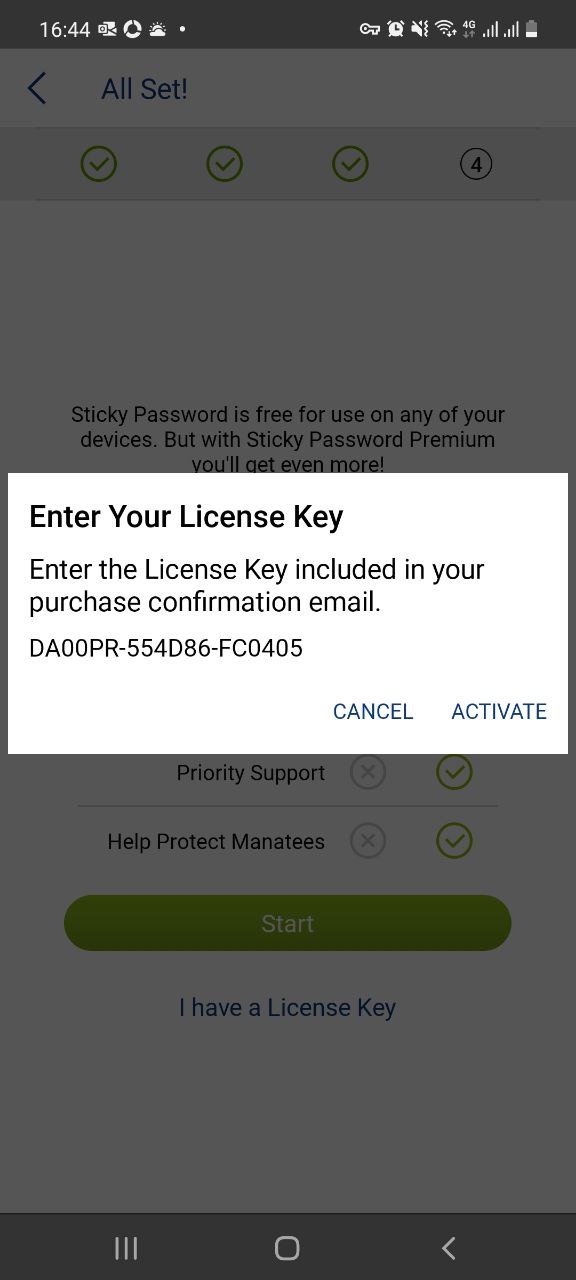 16:44
4G
All Set!
4
Sticky Password is free for use on any of your
devices. But with Sticky Password Premium
you'll get even more!
Enter Your License Key
Enter the License Key included in your
purchase confirmation email.
DA00PR-554D86-FC0405
CANCEL ACTIVATE
Priority Support
Help Protect Manatees
Start
I have a License Key